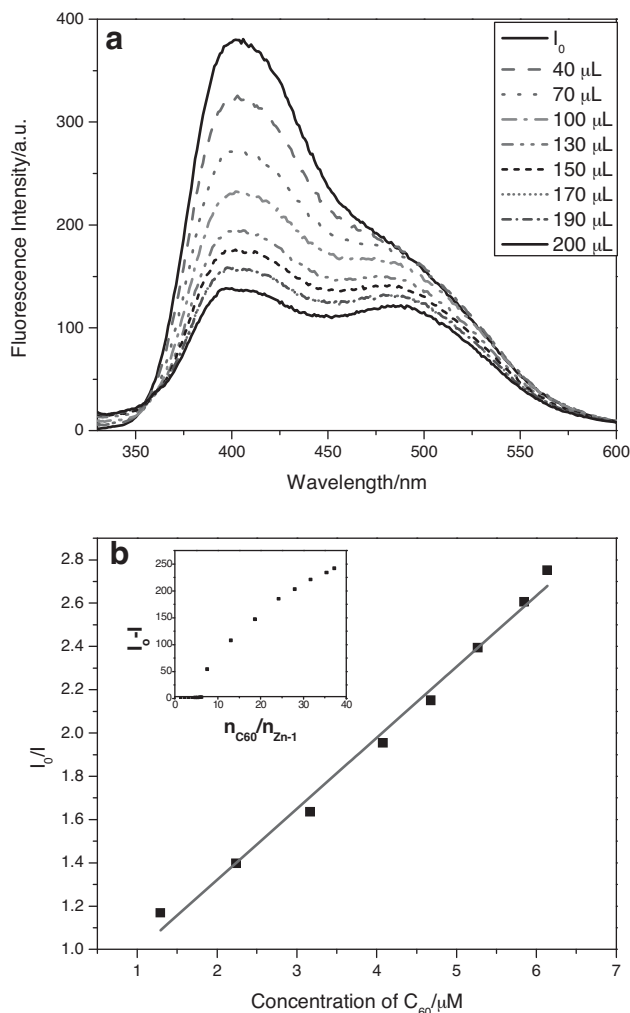 a
400
300
200
100
0
Fluorescence Intensity/a.u.
350 400 450 500 550 600
Wavelength/nm
I₀
40 μL
70 μL
100 μL
130 μL
150 μL
170 μL
190 μL
200 μL
b
2.8
2.6
2.4
2.2
2.0
1.8
1.6
1.4
1.2
1.0
I₀/I
250
200
150
100
50
0
I₀-I
0 10 20 30 40
n_C60/n_Zn-1
1 2 3 4 5 6 7
Concentration of C₆₀/μM